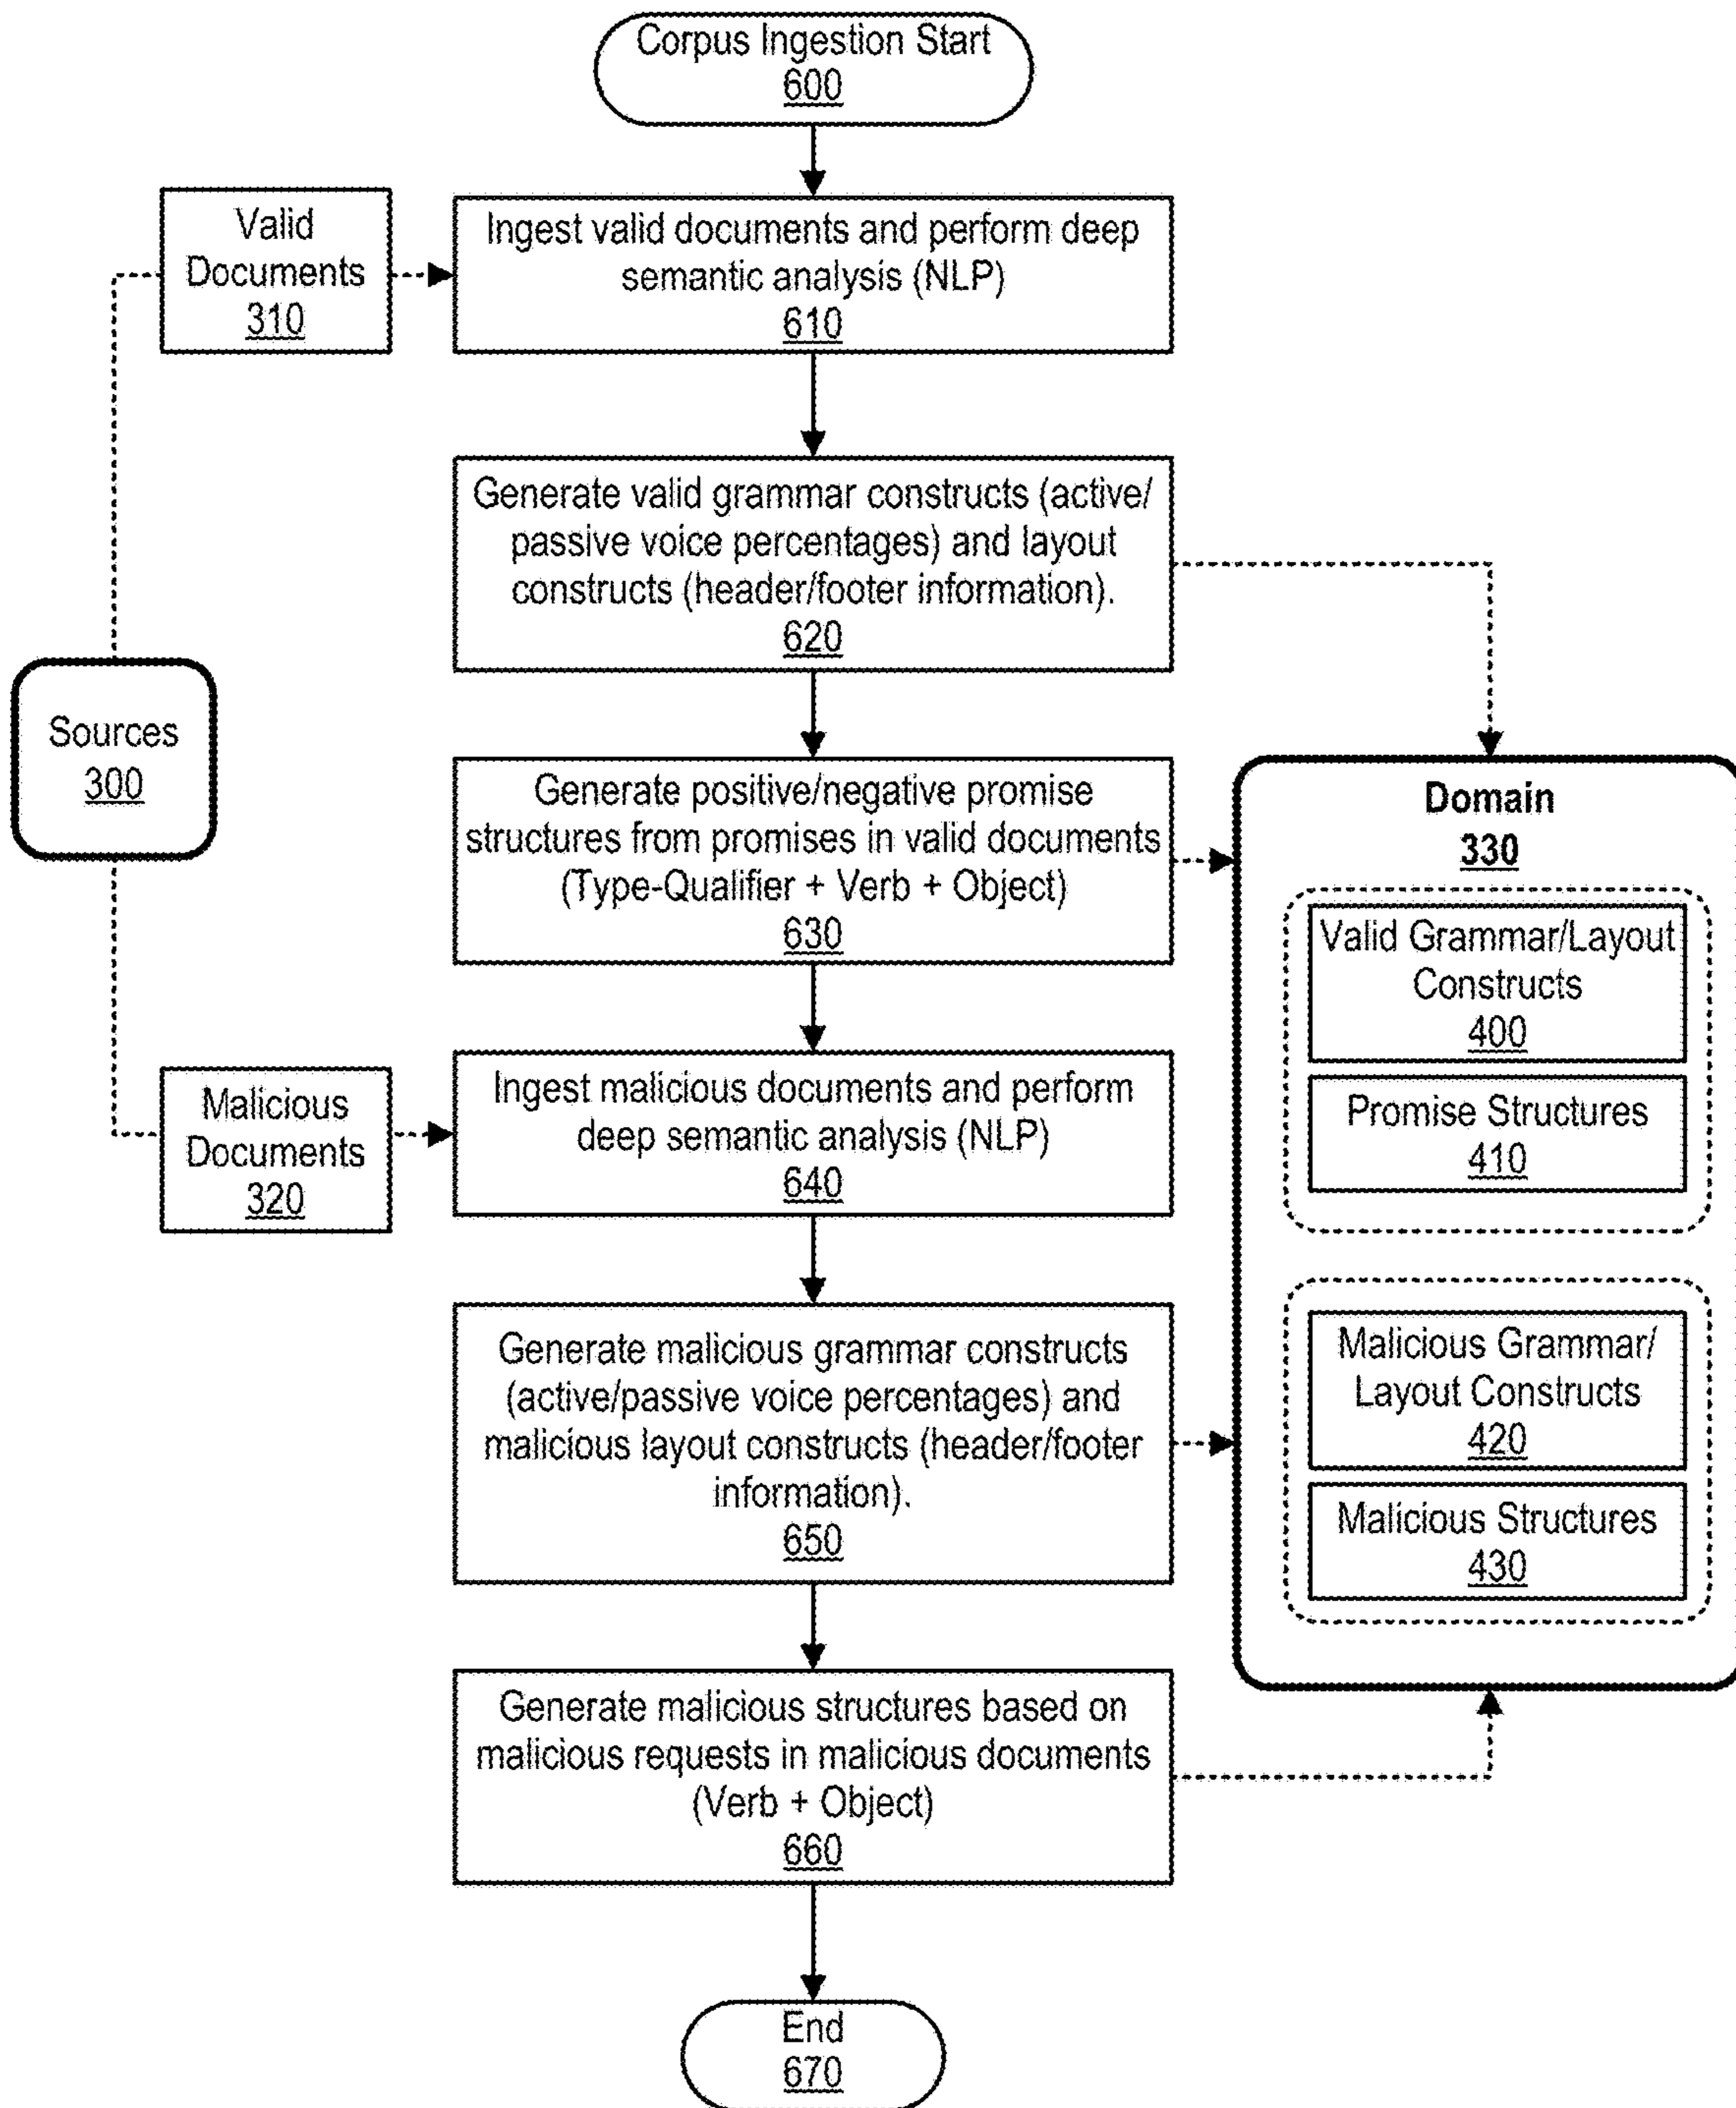 Corpus Ingestion Start
600
Valid
Documents
310
Ingest valid documents and perform deep
semantic analysis (NLP)
610
Generate valid grammar constructs (active/
passive voice percentages) and layout
constructs (header/footer information).
620
Sources
300
Generate positive/negative promise
structures from promises in valid documents
(Type-Qualifier + Verb + Object)
630
Domain
330
Valid Grammar/Layout
Constructs
400
Promise Structures
410
Malicious
Documents
320
Ingest malicious documents and perform
deep semantic analysis (NLP)
640
Generate malicious grammar constructs
(active/passive voice percentages) and
malicious layout constructs (header/footer
information).
650
Malicious Grammar/
Layout Constructs
420
Malicious Structures
430
Generate malicious structures based on
malicious requests in malicious documents
(Verb + Object)
660
End
670